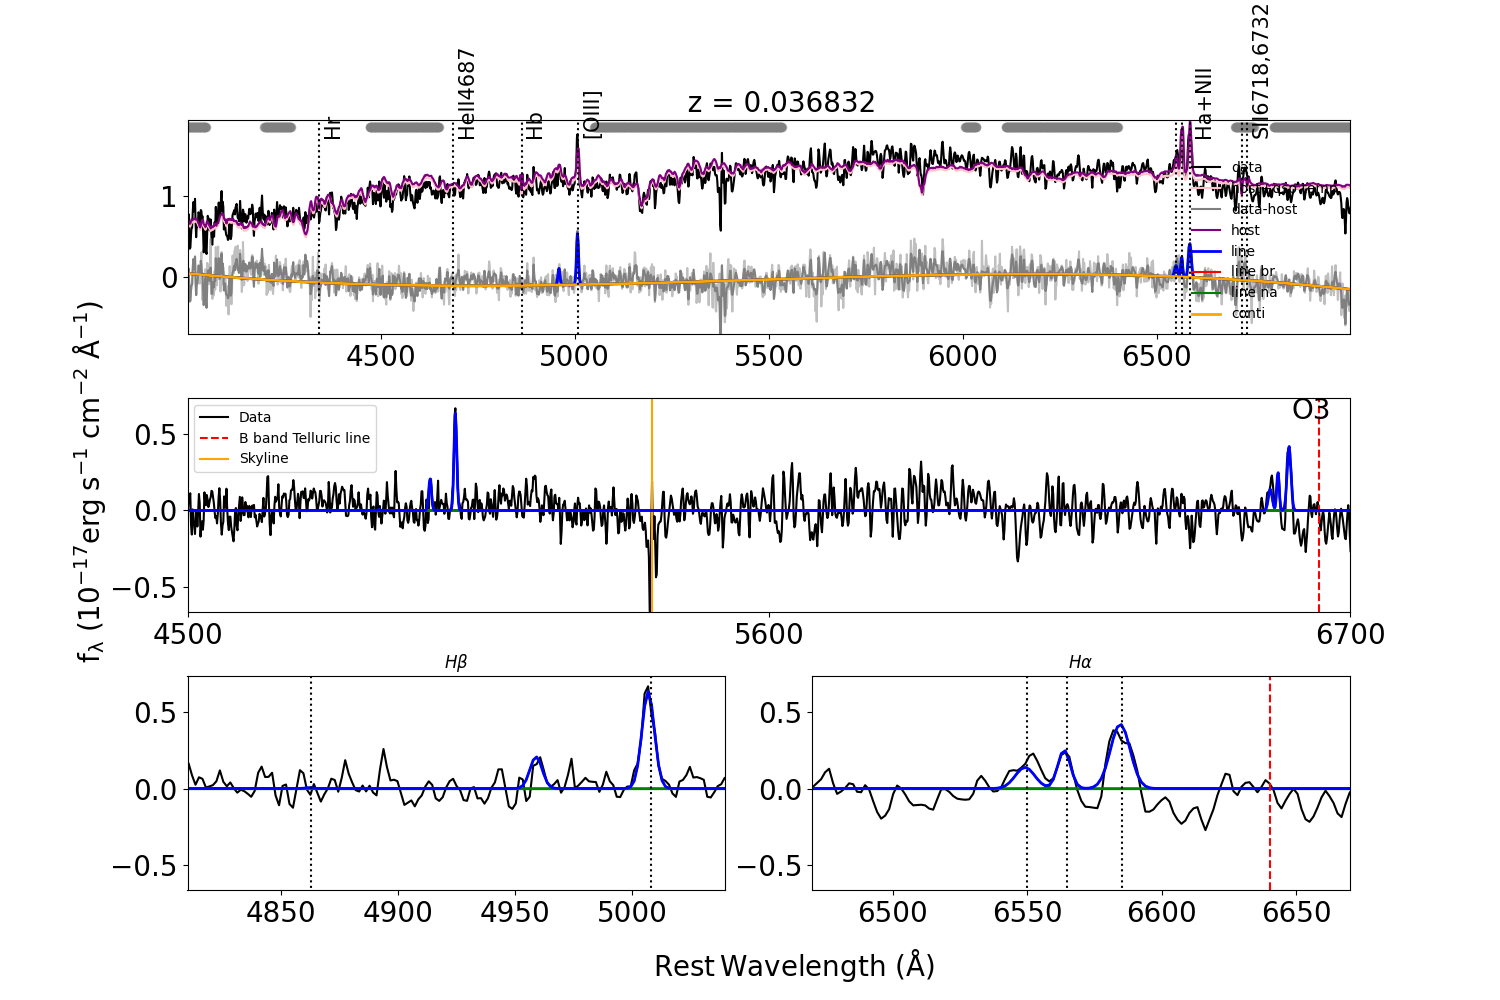 z = 0.036832
Hr
HeII4687
Hb
[OIII]
Ha+NII
SII6718,6732
data
data-host
host
line
line br
line na
conti
1
0
4500
5000
5500
6000
6500
f_λ (10⁻¹⁷erg s⁻¹ cm⁻² Å⁻¹)
Data
B band Telluric line
Skyline
O3
0.5
0.0
−0.5
4500
5600
6700
Hβ
0.5
0.0
−0.5
4850
4900
4950
5000
Hα
0.5
0.0
−0.5
6500
6550
6600
6650
Rest Wavelength (Å)